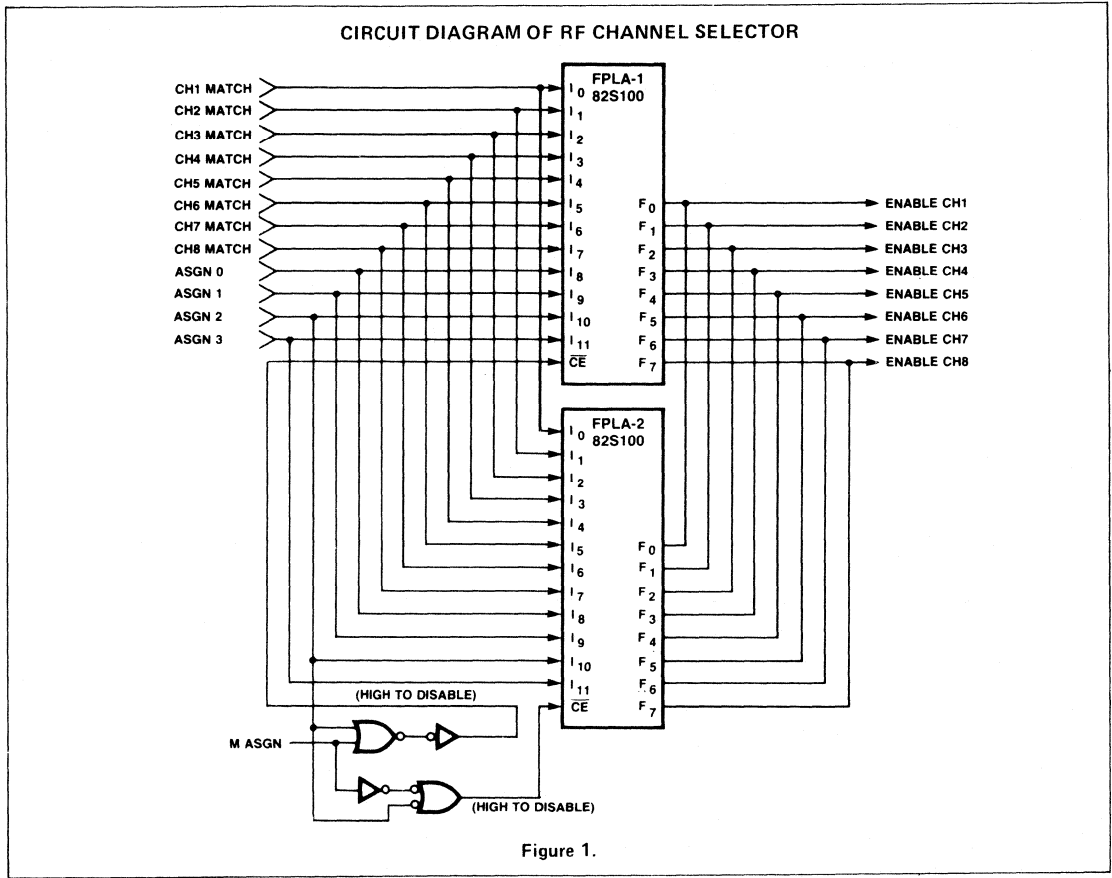 CIRCUIT DIAGRAM OF RF CHANNEL SELECTOR
CH1 MATCH
CH2 MATCH
CH3 MATCH
CH4 MATCH
CH5 MATCH
CH6 MATCH
CH7 MATCH
CH8 MATCH
ASGN 0
ASGN 1
ASGN 2
ASGN 3
FPLA-1
82S100
I0
I1
I2
I3
I4
I5
I6
I7
I8
I9
I10
I11
CE
F0
F1
F2
F3
F4
F5
F6
F7
ENABLE CH1
ENABLE CH2
ENABLE CH3
ENABLE CH4
ENABLE CH5
ENABLE CH6
ENABLE CH7
ENABLE CH8
FPLA-2
82S100
I0
I1
I2
I3
I4
I5
I6
I7
I8
I9
I10
I11
CE
F0
F1
F2
F3
F4
F5
F6
F7
(HIGH TO DISABLE)
M ASGN
(HIGH TO DISABLE)
Figure 1.